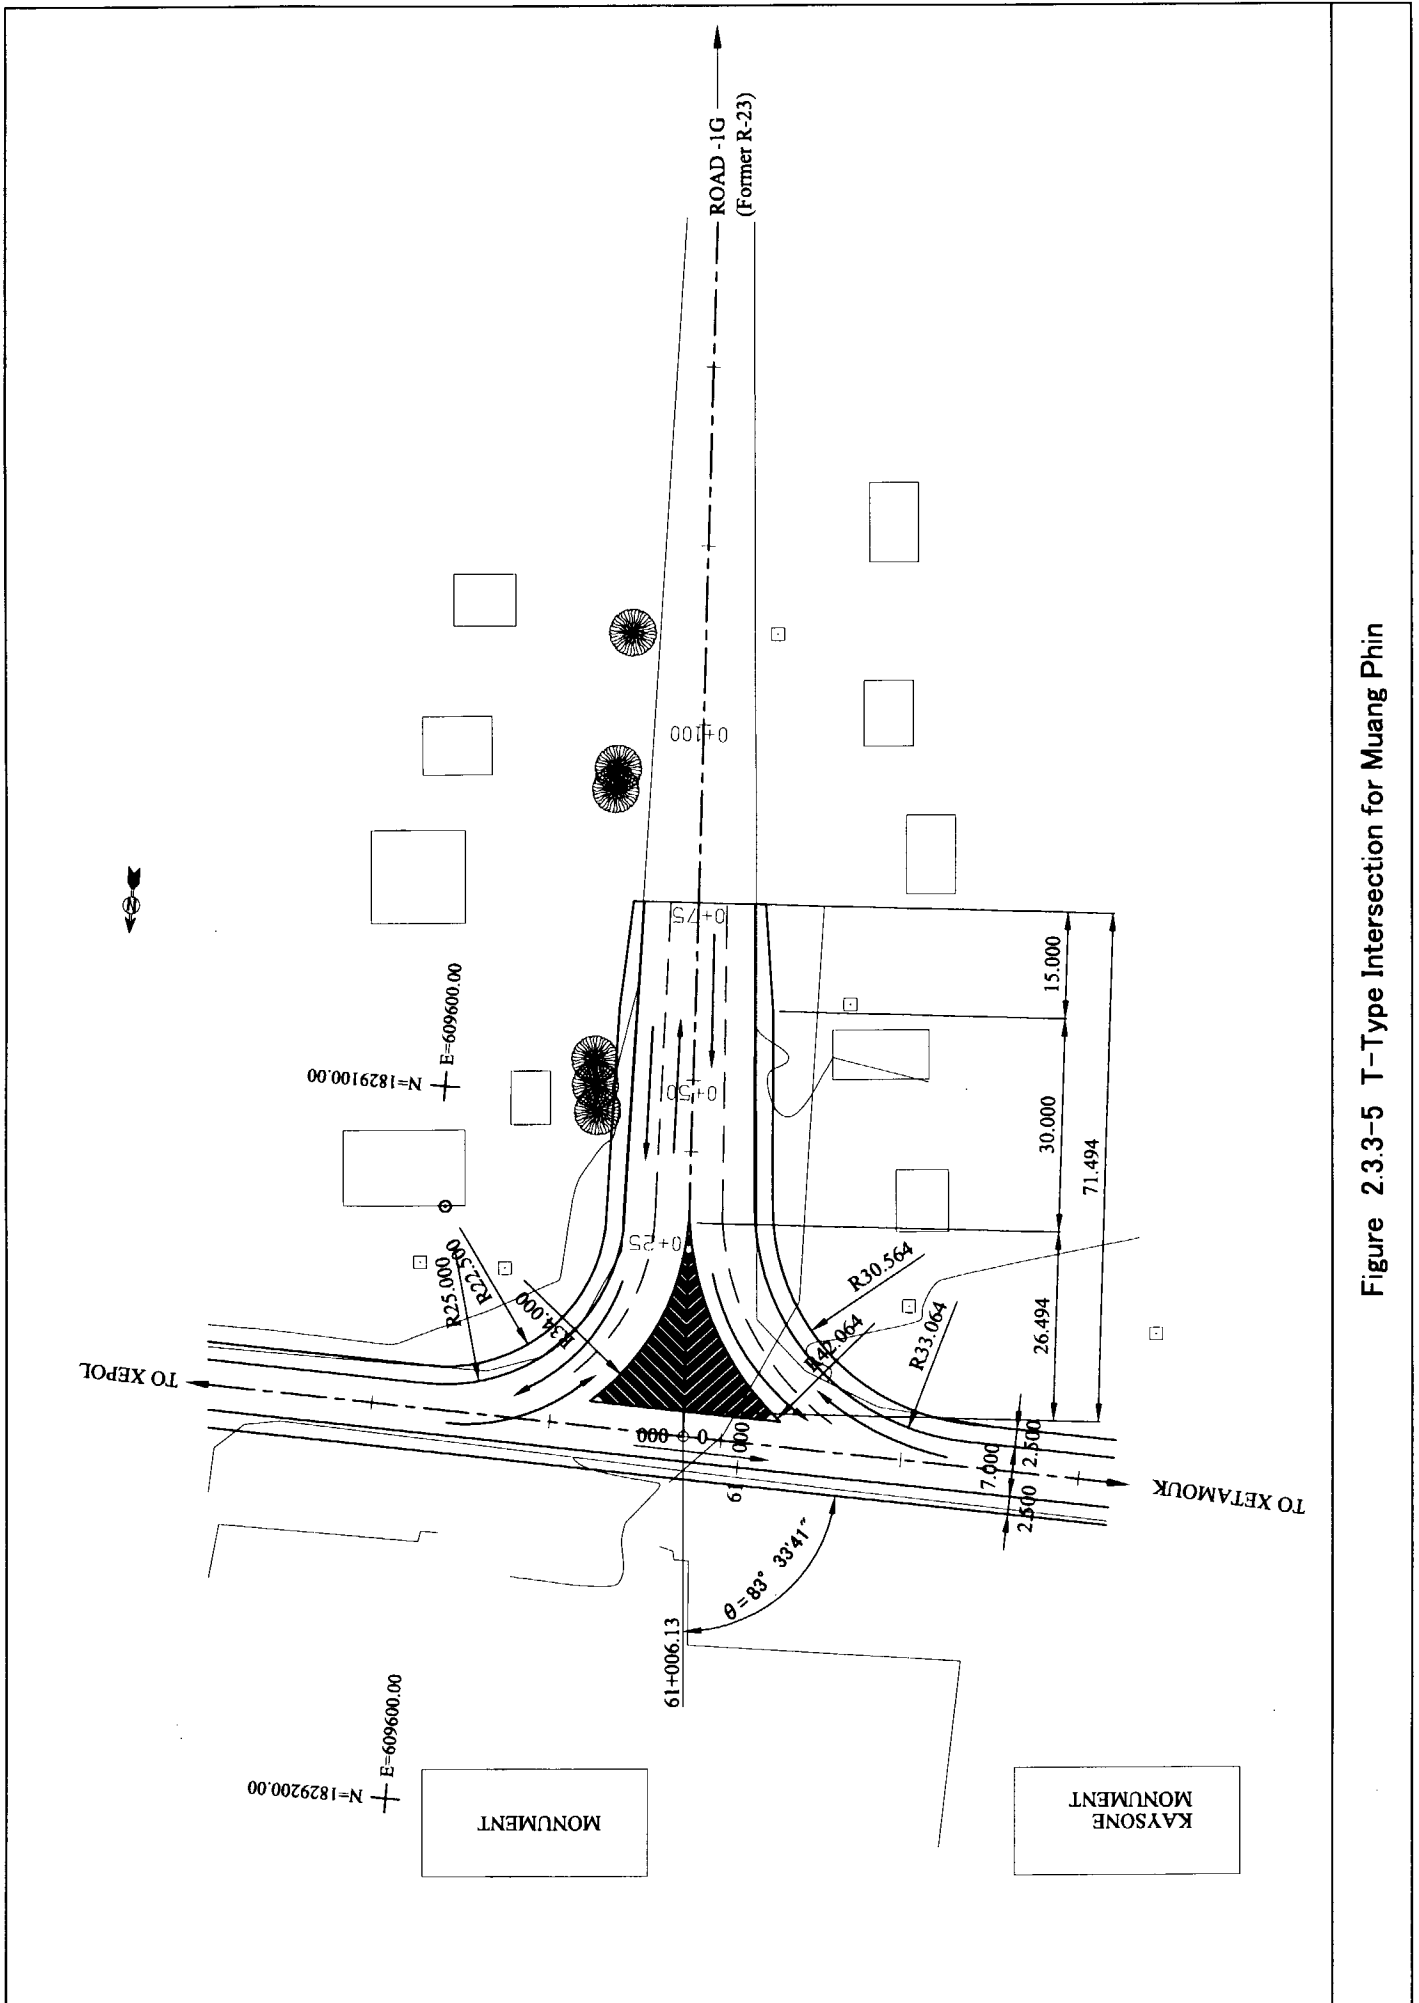 ROAD -1G
(Former R-23)
N
0+100
0+75
E=609600.00
N=1829100.00
15.000
0+50
30.000
71.494
0+25
R22.500
R25.000
R34.000
R30.564
R42.064
R33.064
26.494
TO XEPOL
000
0
000
61
2.500
7.000
2.500
TO XETAMOUK
θ=83° 33'41"
61+006.13
E=609600.00
N=1829200.00
MONUMENT
KAYSONE
MONUMENT
Figure 2.3.3-5 T-Type Intersection for Muang Phin